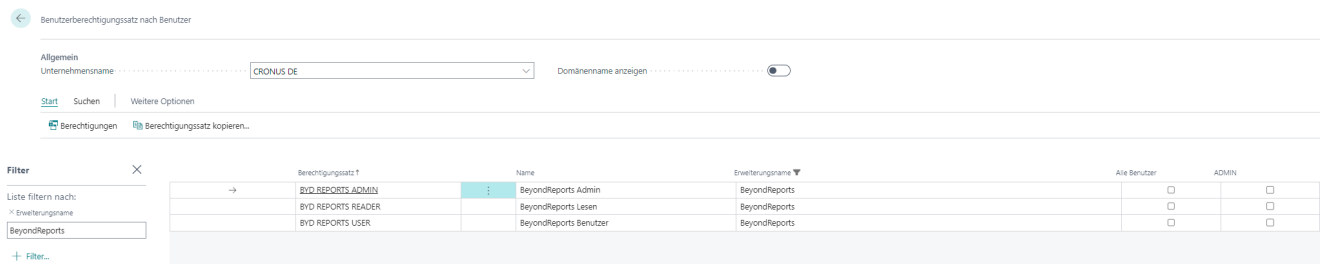 Benutzerberechtigungssatz nach Benutzer
Allgemein
Unternehmensname CRONUS DE Domänenname anzeigen
Start Suchen Weitere Optionen
Berechtigungen Berechtigungssatz kopieren...
Filter
Liste filtern nach:
× Erweiterungsname
BeyondReports
+ Filter...
Berechtigungssatz ↑ Name Erweiterungsname Alle Benutzer ADMIN
→ BYD REPORTS ADMIN BeyondReports Admin BeyondReports
BYD REPORTS READER BeyondReports Lesen BeyondReports
BYD REPORTS USER BeyondReports Benutzer BeyondReports